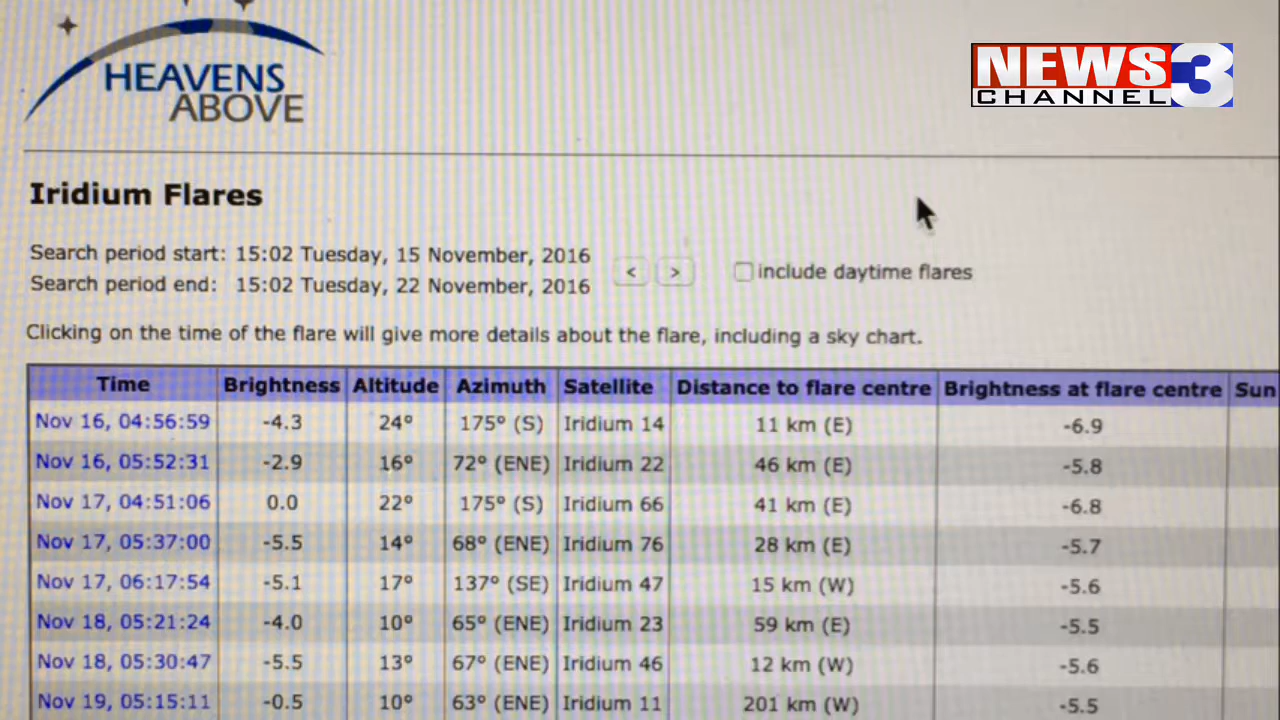 HEAVENS
ABOVE
NEWS 3
CHANNEL
Iridium Flares
Search period start: 15:02 Tuesday, 15 November, 2016
Search period end: 15:02 Tuesday, 22 November, 2016
< > include daytime flares
Clicking on the time of the flare will give more details about the flare, including a sky chart.
Time Brightness Altitude Azimuth Satellite Distance to flare centre Brightness at flare centre Sun
Nov 16, 04:56:59 -4.3 24° 175° (S) Iridium 14 11 km (E) -6.9
Nov 16, 05:52:31 -2.9 16° 72° (ENE) Iridium 22 46 km (E) -5.8
Nov 17, 04:51:06 0.0 22° 175° (S) Iridium 66 41 km (E) -6.8
Nov 17, 05:37:00 -5.5 14° 68° (ENE) Iridium 76 28 km (E) -5.7
Nov 17, 06:17:54 -5.1 17° 137° (SE) Iridium 47 15 km (W) -5.6
Nov 18, 05:21:24 -4.0 10° 65° (ENE) Iridium 23 59 km (E) -5.5
Nov 18, 05:30:47 -5.5 13° 67° (ENE) Iridium 46 12 km (W) -5.6
Nov 19, 05:15:11 -0.5 10° 63° (ENE) Iridium 11 201 km (W) -5.5